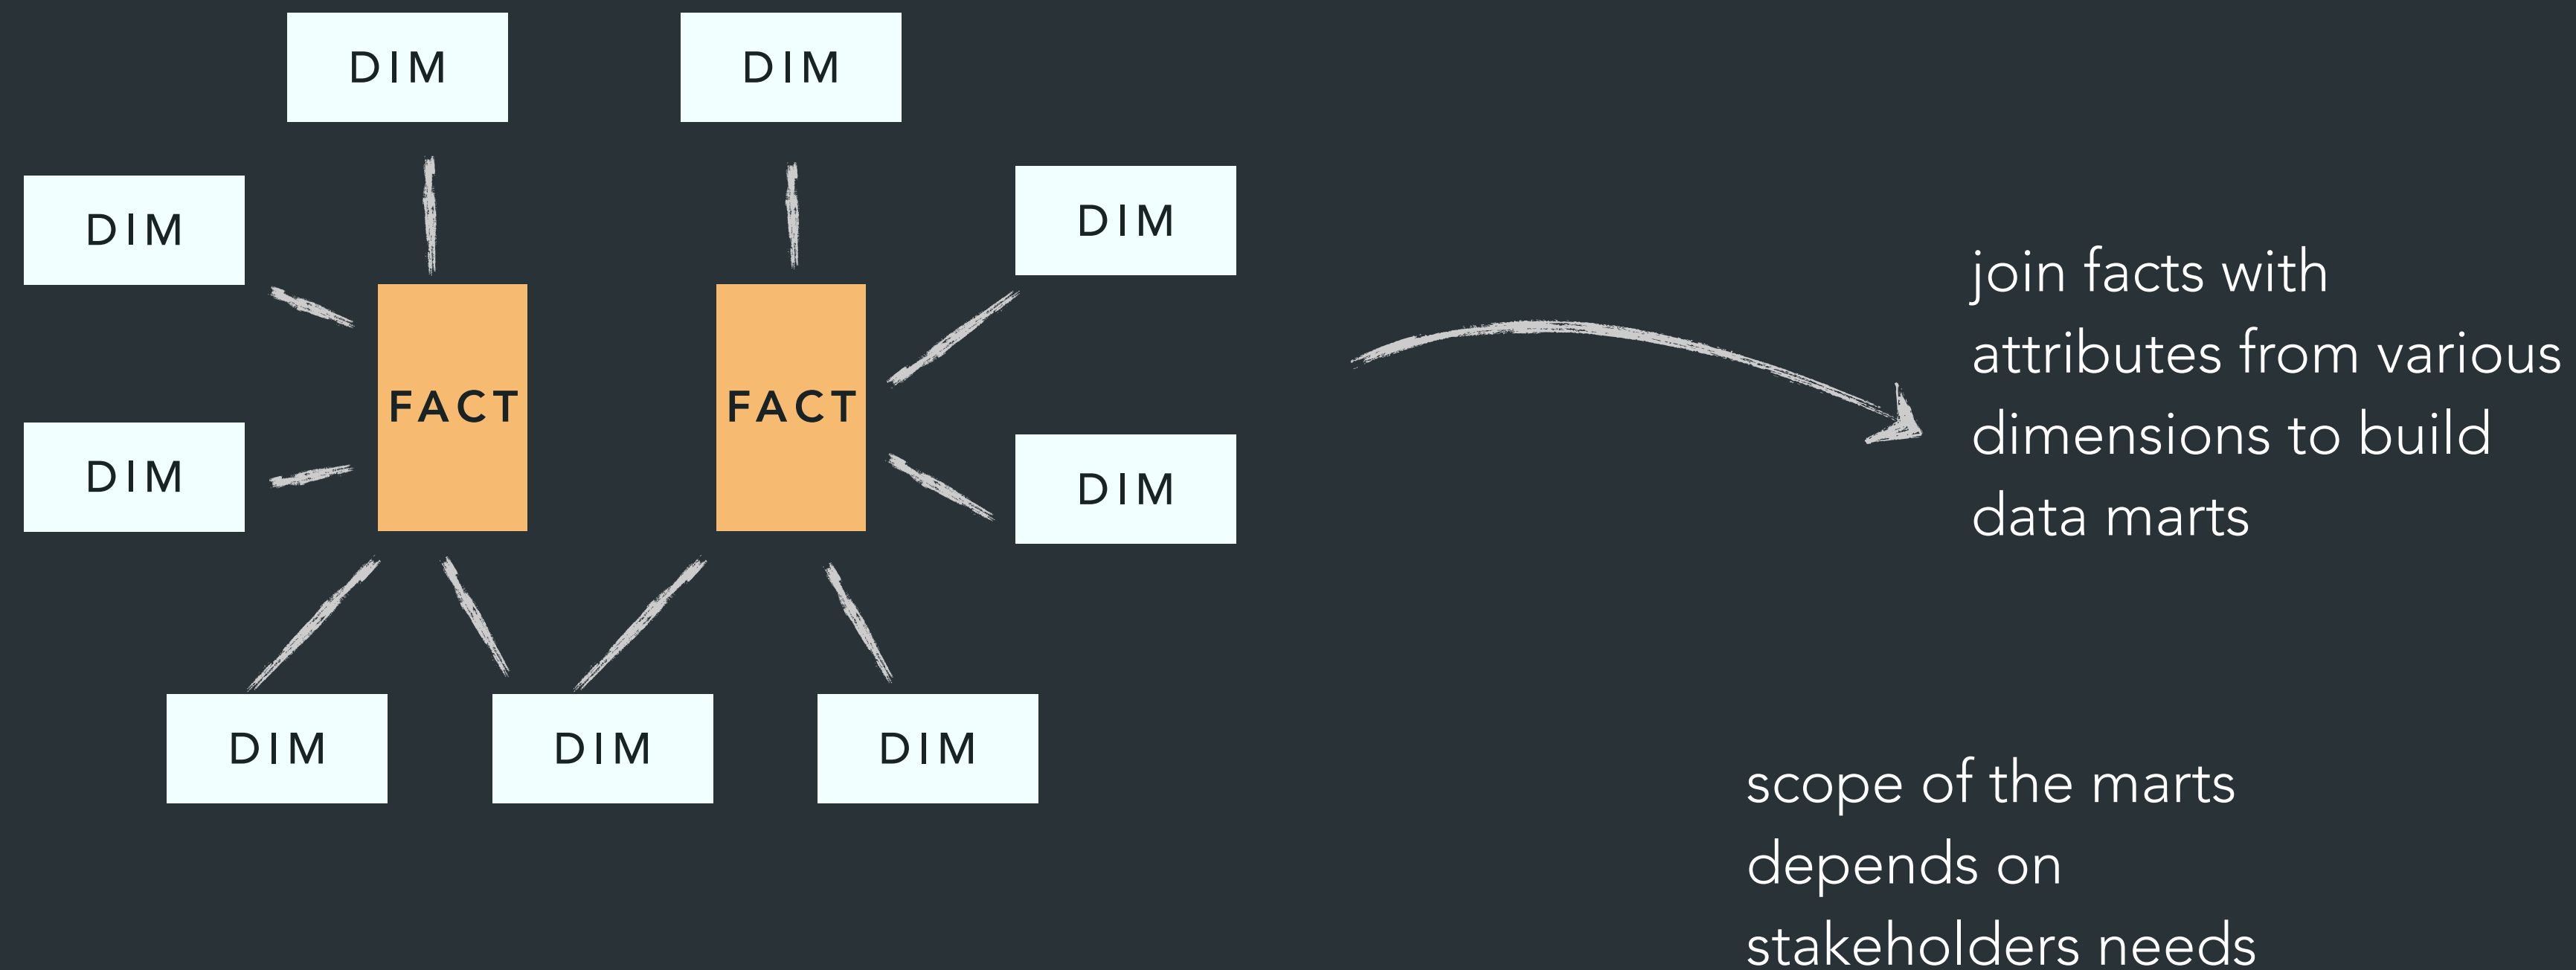 DIM
DIM
DIM
DIM
FACT
FACT
DIM
DIM
DIM
DIM
DIM
join facts with
attributes from various
dimensions to build
data marts
scope of the marts
depends on
stakeholders needs